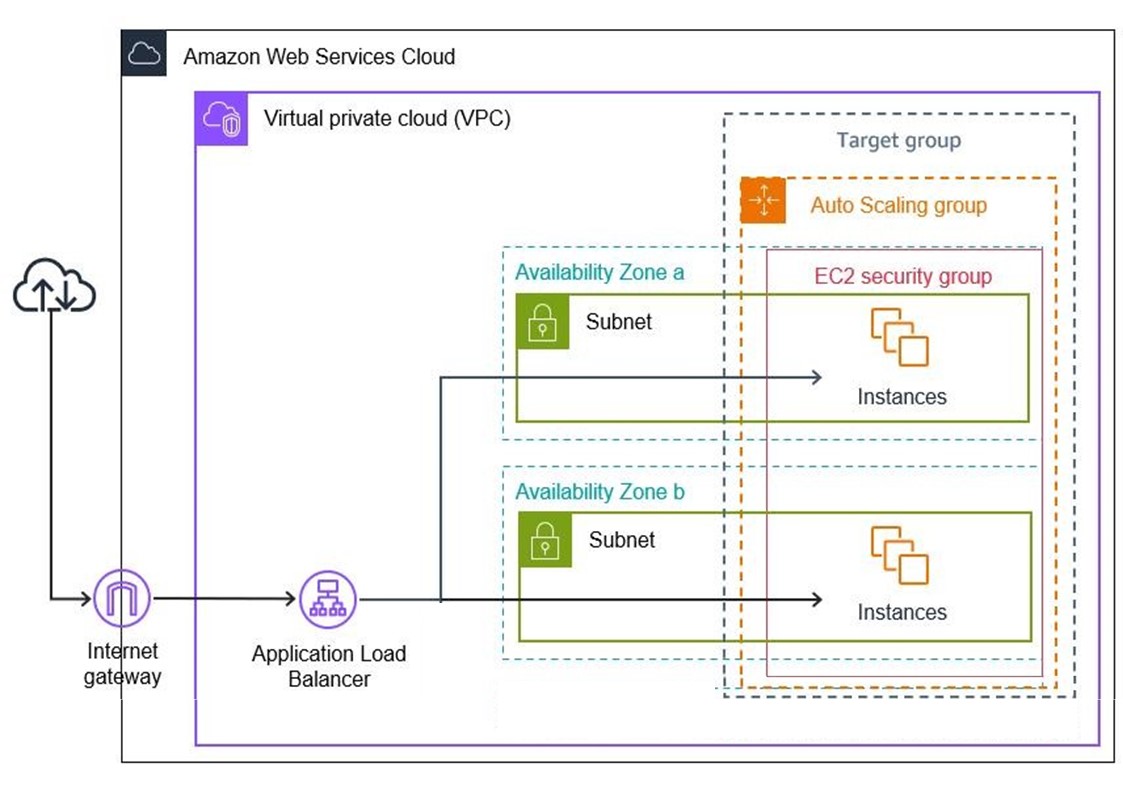 Amazon Web Services Cloud
Virtual private cloud (VPC)
Target group
Auto Scaling group
Availability Zone a
EC2 security group
Subnet
Instances
Availability Zone b
Subnet
Instances
Internet
gateway
Application Load
Balancer